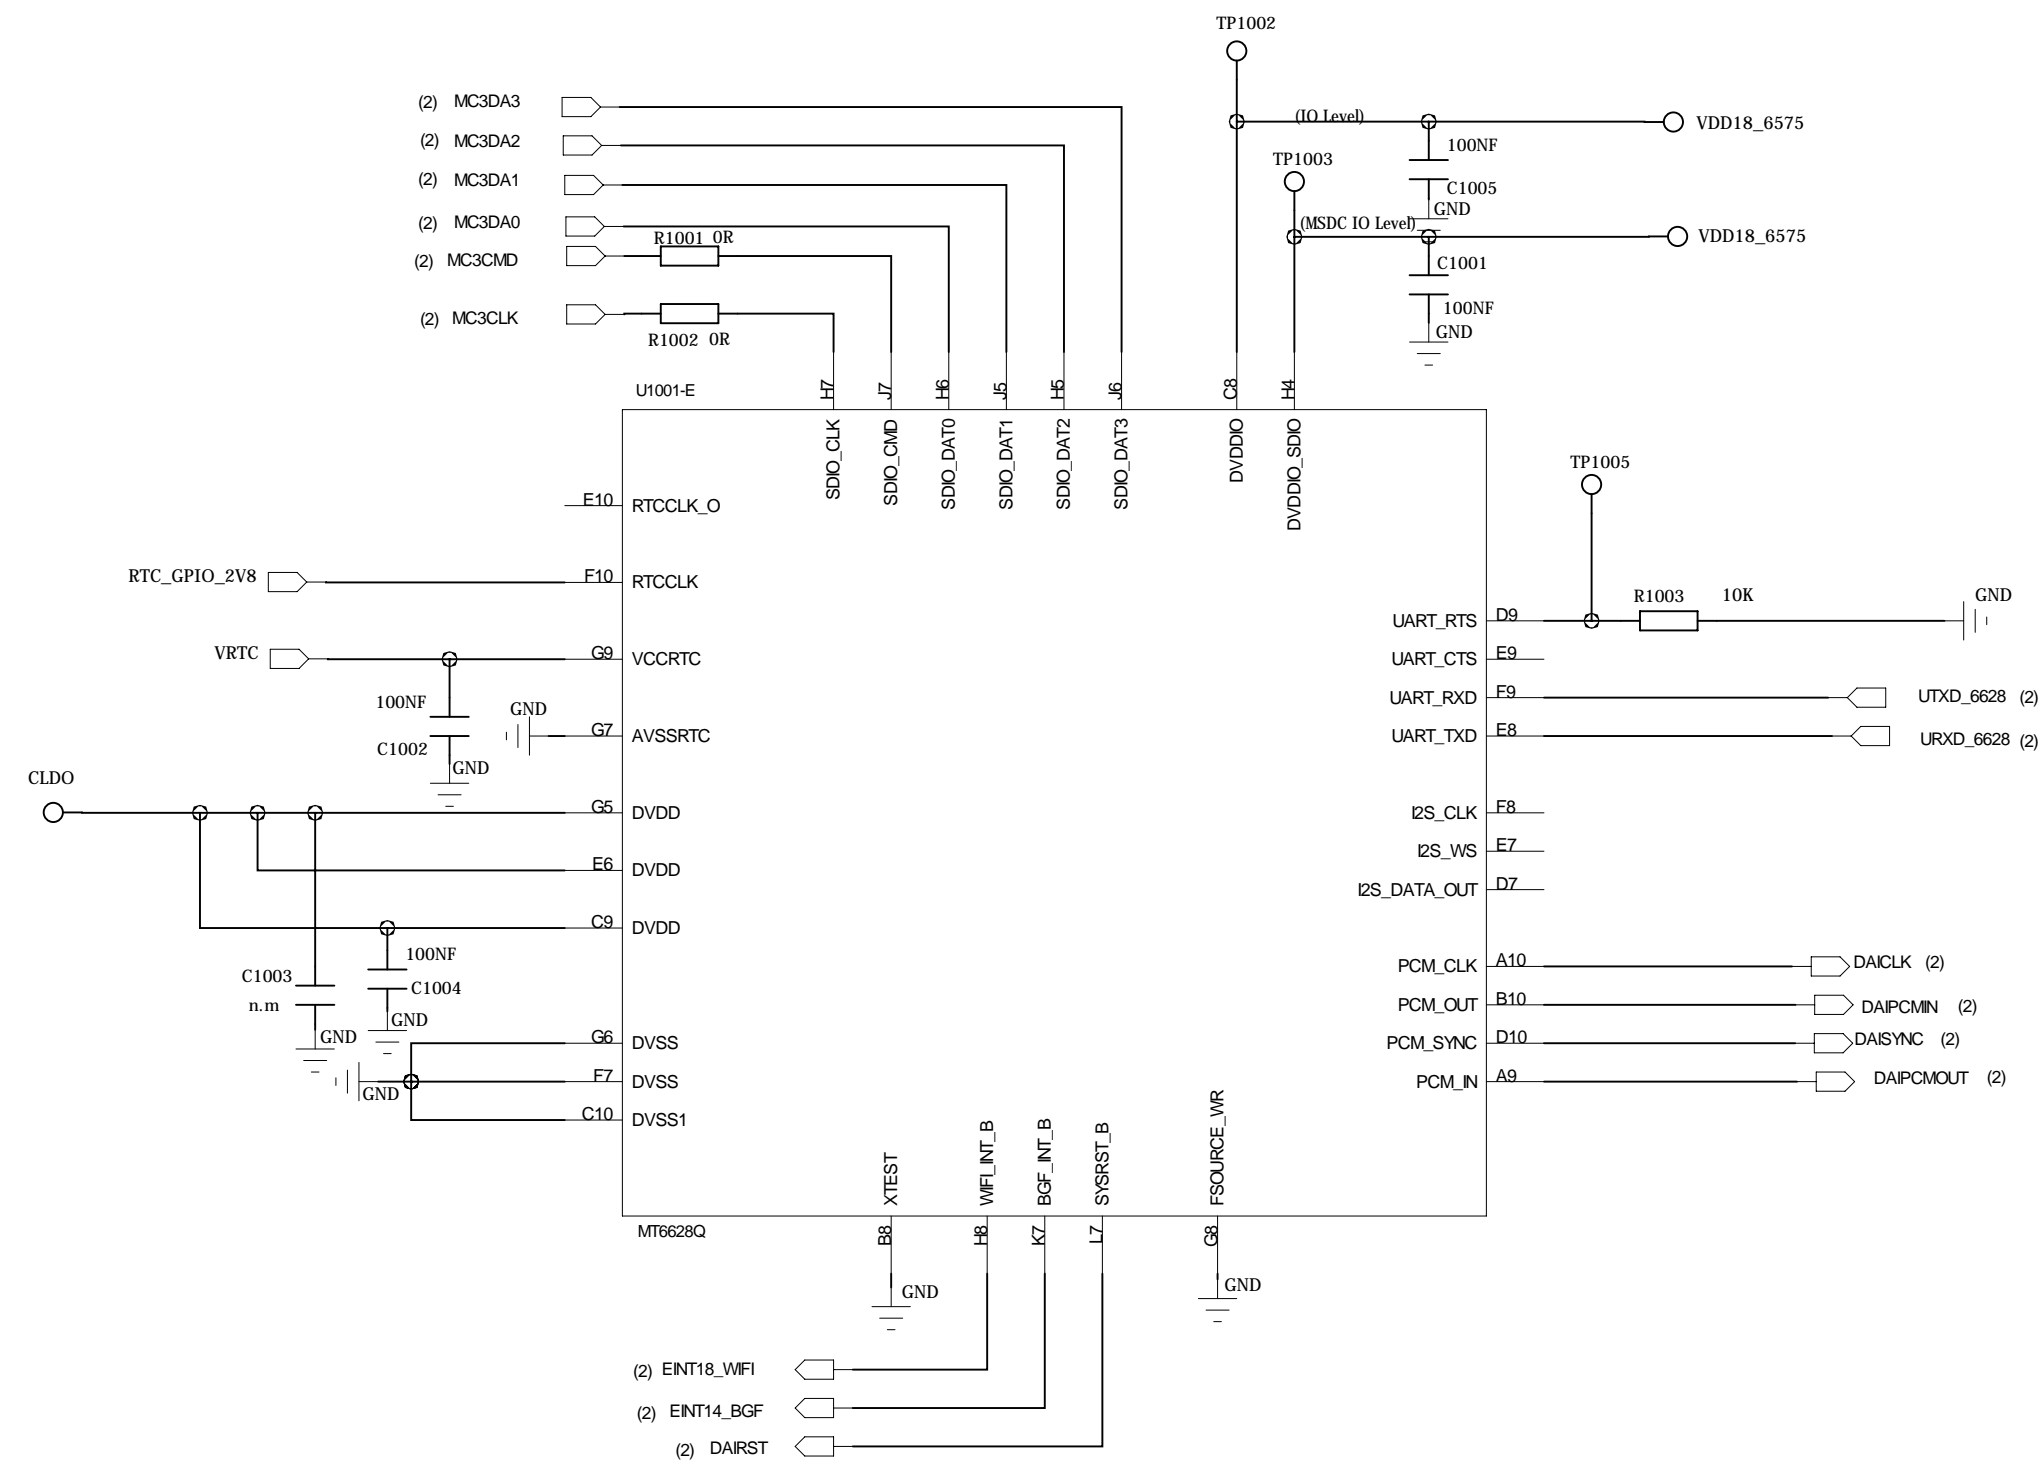 TP1002
(2) MC3DA3
(IO Level)
VDD18_6575
(2) MC3DA2
100NF
TP1003
(2) MC3DA1
C1005
GND
(2) MC3DA0
(MSDC IO Level)
R1001 0R
VDD18_6575
(2) MC3CMD
C1001
100NF
(2) MC3CLK
GND
R1002 0R
U1001-E
H7
J7
H6
J5
H5
J6
C8
H4
SDIO_CLK
SDIO_CMD
SDIO_DAT0
SDIO_DAT1
SDIO_DAT2
SDIO_DAT3
DVDDIO
DVDDIO_SDIO
TP1005
E10 RTCCLK_O
RTC_GPIO_2V8
F10 RTCCLK
R1003 10K
GND
UART_RTS D9
VRTC
G9 VCCRTC
UART_CTS E9
100NF
C1002
GND
UART_RXD F9
UTXD_6628 (2)
GND
G7 AVSSRTC
UART_TXD E8
URXD_6628 (2)
CLDO
G5 DVDD
I2S_CLK F8
I2S_WS E7
E6 DVDD
I2S_DATA_OUT D7
C9 DVDD
100NF
C1004
GND
C1003
n.m
GND
PCM_CLK A10
DAICLK (2)
PCM_OUT B10
DAIPCMIN (2)
G6 DVSS
PCM_SYNC D10
DAISYNC (2)
GND
F7 DVSS
PCM_IN A9
DAIPCMOUT (2)
C10 DVSS1
XTEST
WIFI_INT_B
BGF_INT_B
SYSRST_B
FSOURCE_WR
MT6628Q
B8
H8
K7
L7
G8
GND
GND
(2) EINT18_WIFI
(2) EINT14_BGF
(2) DAIRST